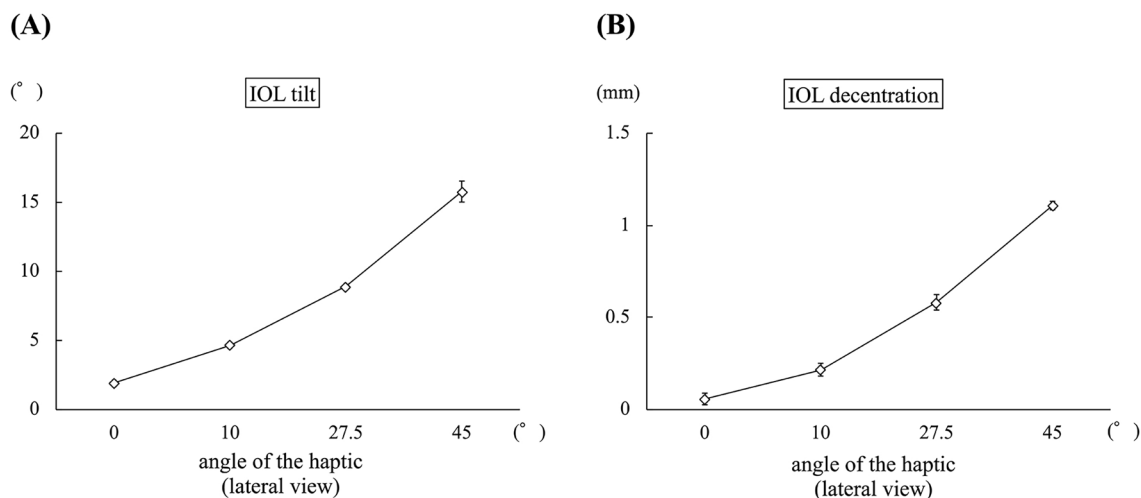 (A)
(° )
IOL tilt
20
15
10
5
0
0 10 27.5 45 (° )
angle of the haptic
(lateral view)
(B)
(mm)
IOL decentration
1.5
1
0.5
0
0 10 27.5 45 (° )
angle of the haptic
(lateral view)